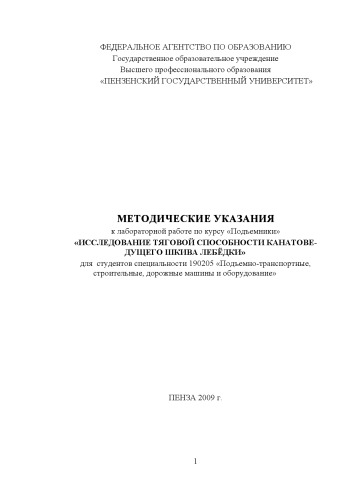 ФЕДЕРАЛЬНОЕ АГЕНТСТВО ПО ОБРАЗОВАНИЮ
Государственное образовательное учреждение
Высшего профессионального образования
«ПЕНЗЕНСКИЙ ГОСУДАРСТВЕННЫЙ УНИВЕРСИТЕТ»
МЕТОДИЧЕСКИЕ УКАЗАНИЯ
к лабораторной работе по курсу «Подъемники»
«ИССЛЕДОВАНИЕ ТЯГОВОЙ СПОСОБНОСТИ КАНАТОВЕ-
ДУЩЕГО ШКИВА ЛЕБЁДКИ»
для студентов специальности 190205 «Подъемно-транспортные,
строительные, дорожные машины и оборудование»
ПЕНЗА 2009 г.
1